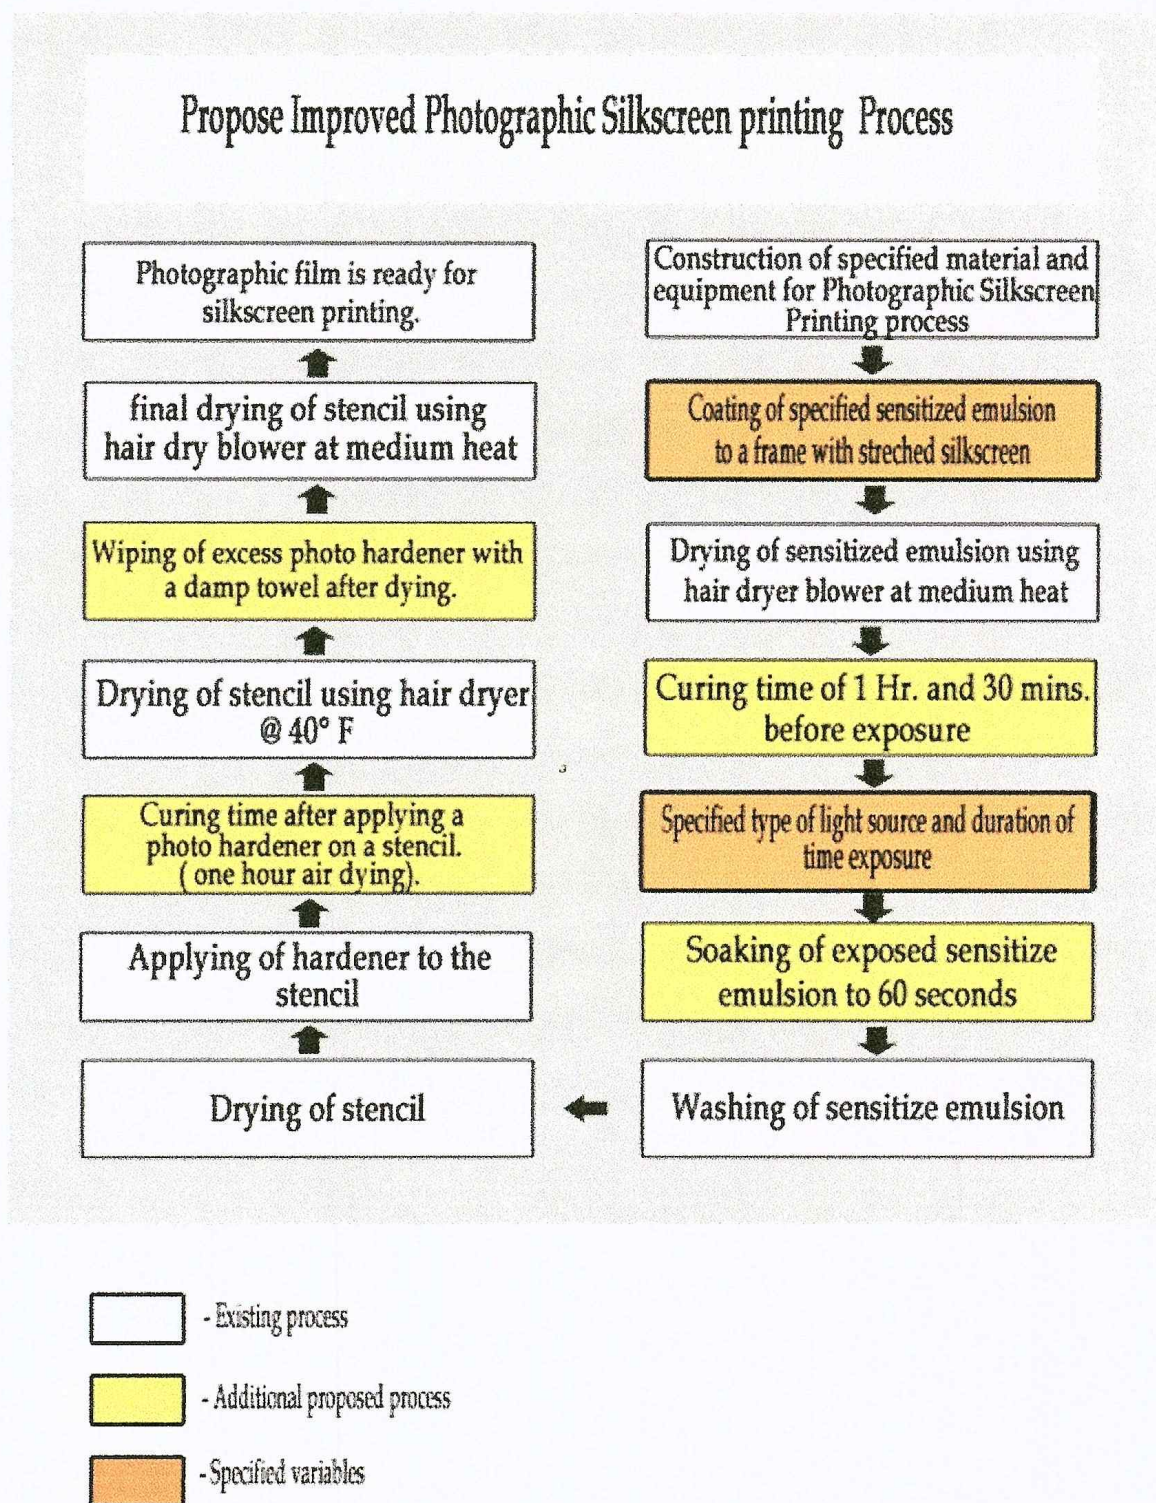 Propose Improved Photographic Silkscreen printing Process
Construction of specified material and
equipment for Photographic Silkscreen
Printing process
Coating of specified sensitized emulsion
to a frame with streched silkscreen
Drying of sensitized emulsion using
hair dryer blower at medium heat
Curing time of 1 Hr. and 30 mins.
before exposure
Specified type of light source and duration of
time exposure
Soaking of exposed sensitize
emulsion to 60 seconds
Washing of sensitize emulsion
Drying of stencil
Applying of hardener to the
stencil
Curing time after applying a
photo hardener on a stencil.
( one hour air dying).
Drying of stencil using hair dryer
@ 40° F
Wiping of excess photo hardener with
a damp towel after dying.
final drying of stencil using
hair dry blower at medium heat
Photographic film is ready for
silkscreen printing.
- Existing process
- Additional proposed process
- Specified variables